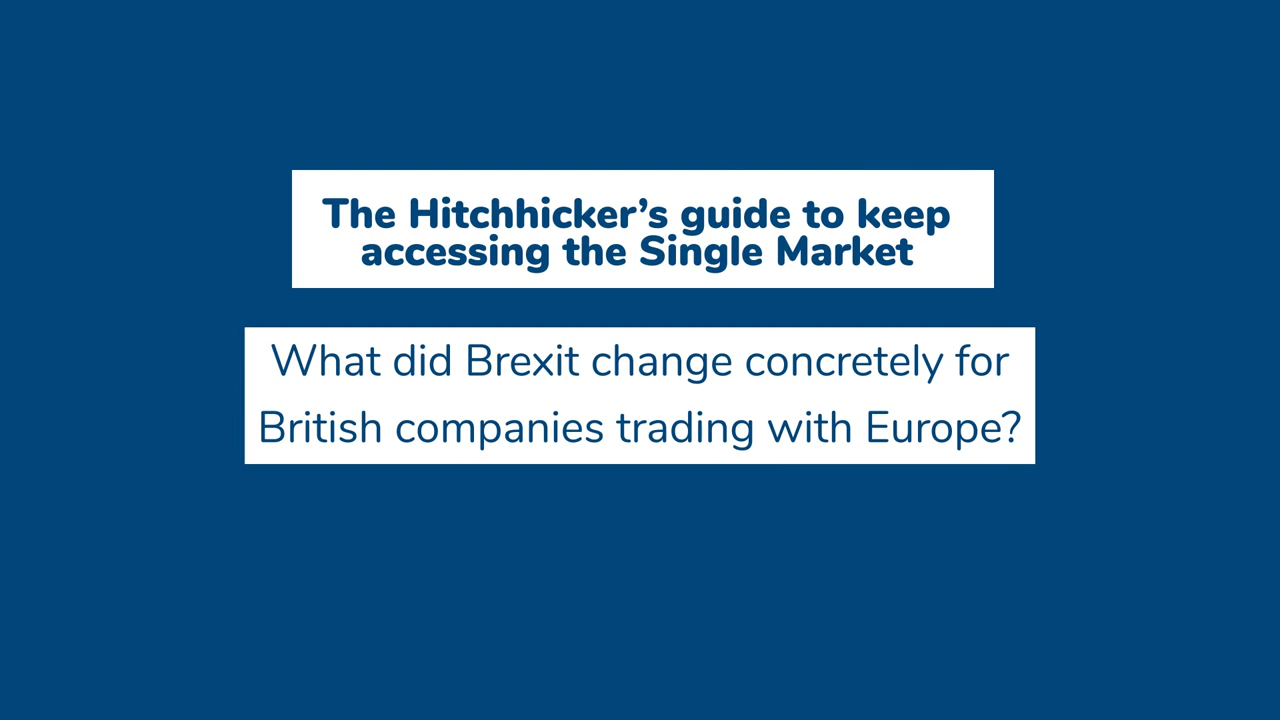 The Hitchhicker’s guide to keep
accessing the Single Market
What did Brexit change concretely for
British companies trading with Europe?